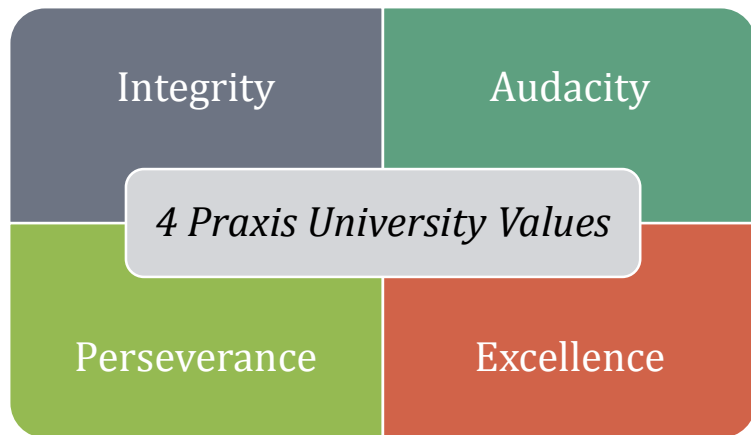 Integrity
Audacity
4 Praxis University Values
Perseverance
Excellence